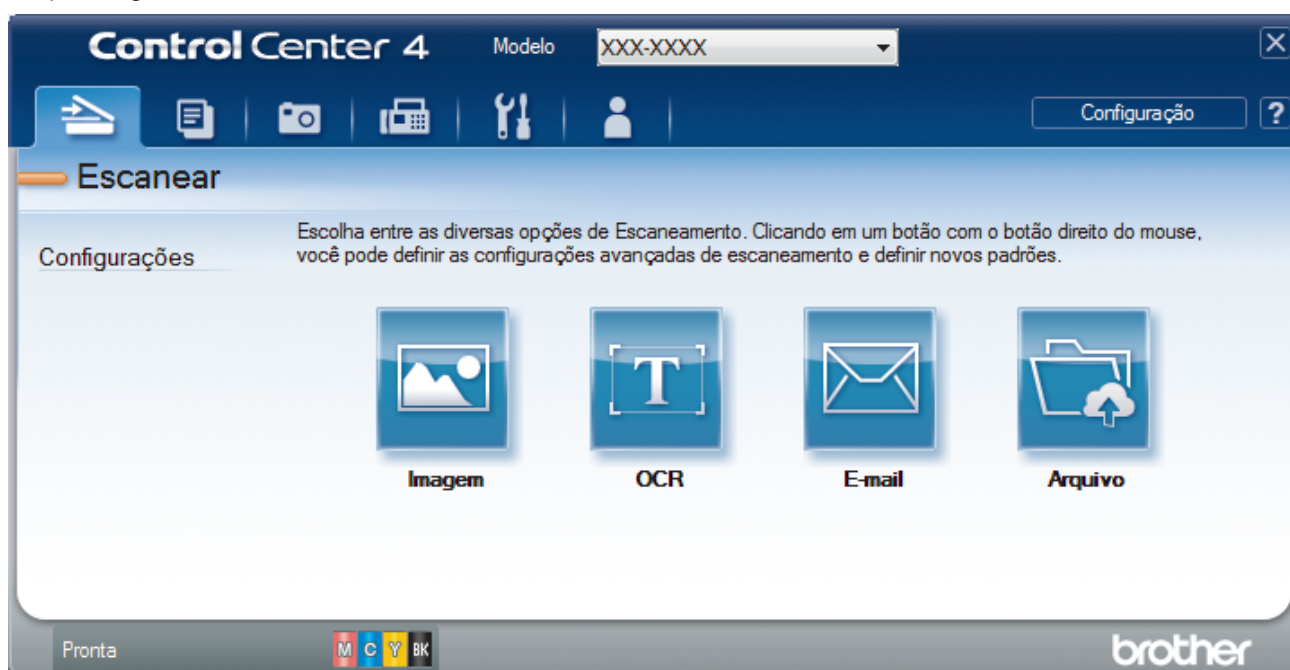 Control Center 4
Modelo
XXX-XXXX
Configuração
?
Escanear
Configurações
Escolha entre as diversas opções de Escaneamento. Clicando em um botão com o botão direito do mouse,
você pode definir as configurações avançadas de escaneamento e definir novos padrões.
T
Imagem
OCR
E-mail
Arquivo
Pronta
M C Y BK
brother